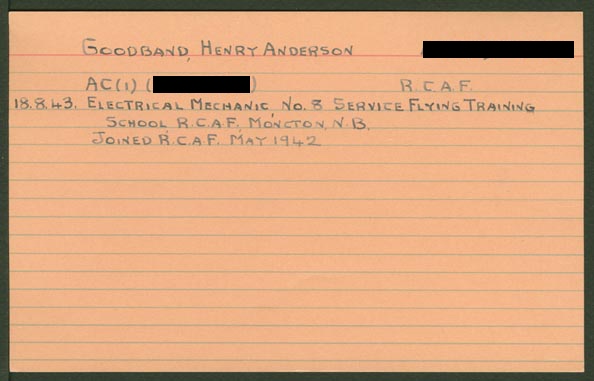 GOODBAND, HENRY ANDERSON
AC(1) ( ) R.C.A.F.
18.8.43. ELECTRICAL MECHANIC No. 8 SERVICE FLYING TRAINING
SCHOOL R.C.A.F., MONCTON, N.B.
JOINED R.C.A.F. MAY 1942